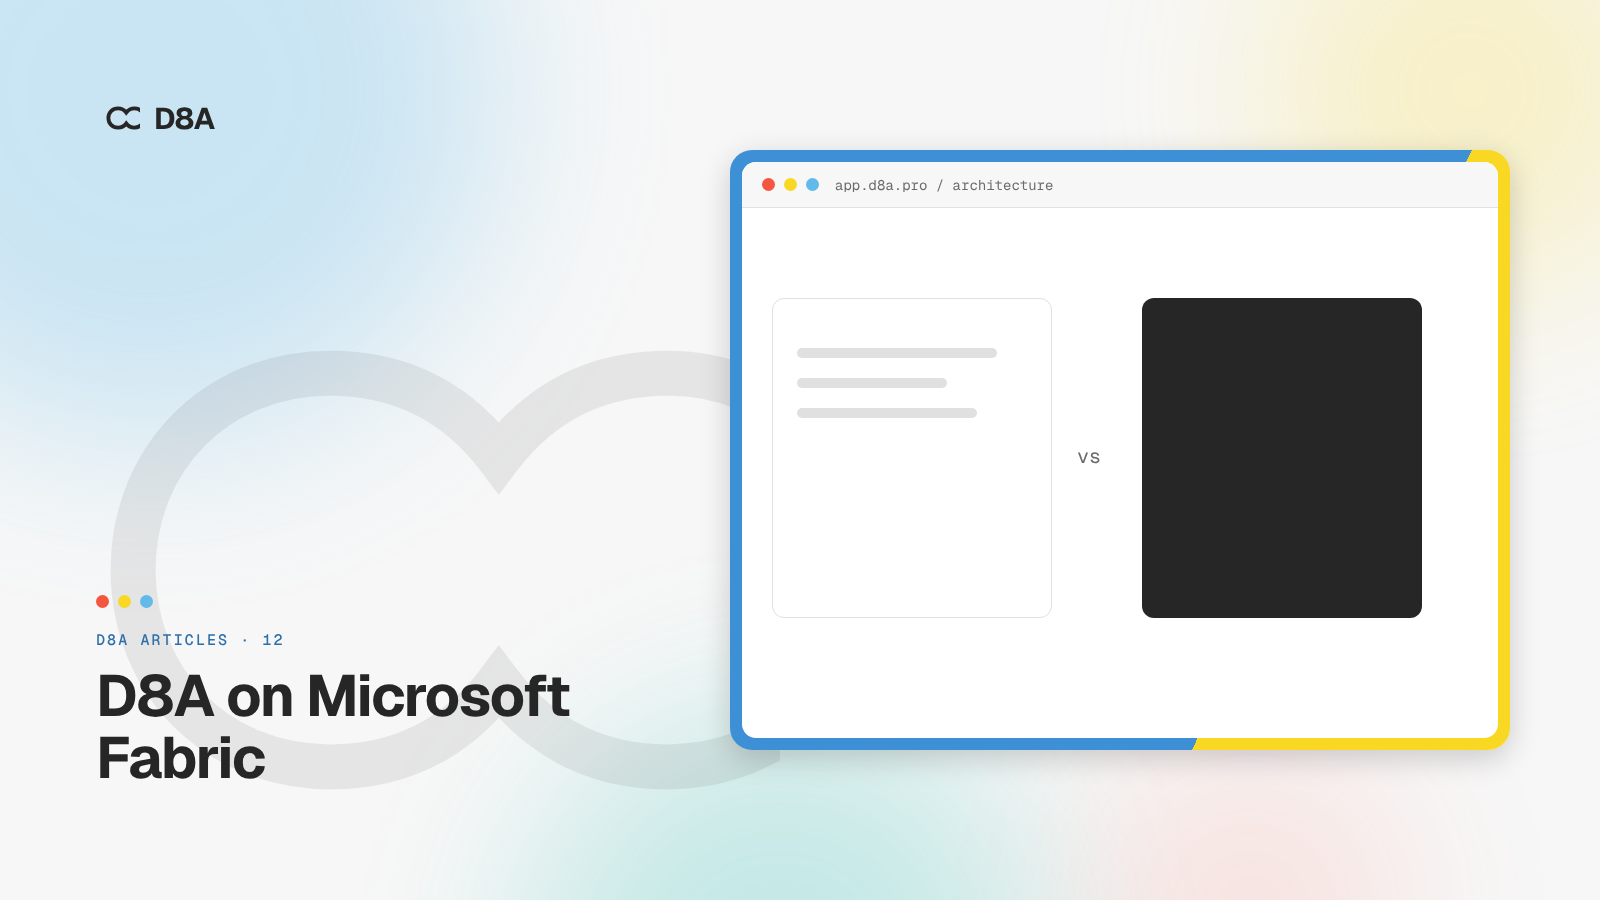 D8A
app.d8a.pro / architecture
vs
D8A ARTICLES · 12
D8A on Microsoft
Fabric